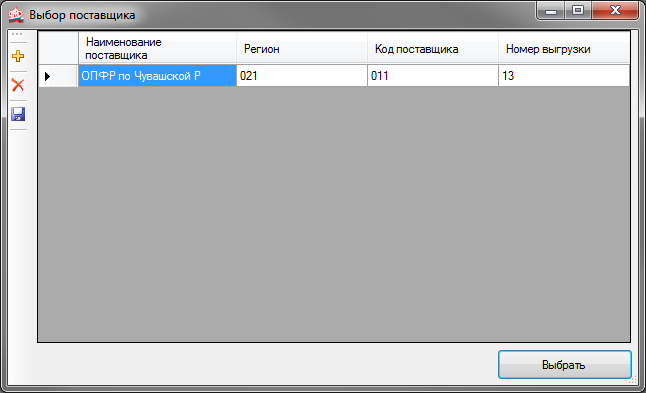 Выбор поставщика
Наименование
поставщика
Регион
Код поставщика
Номер выгрузки
ОПФР по Чувашской Р
021
011
13
Выбрать